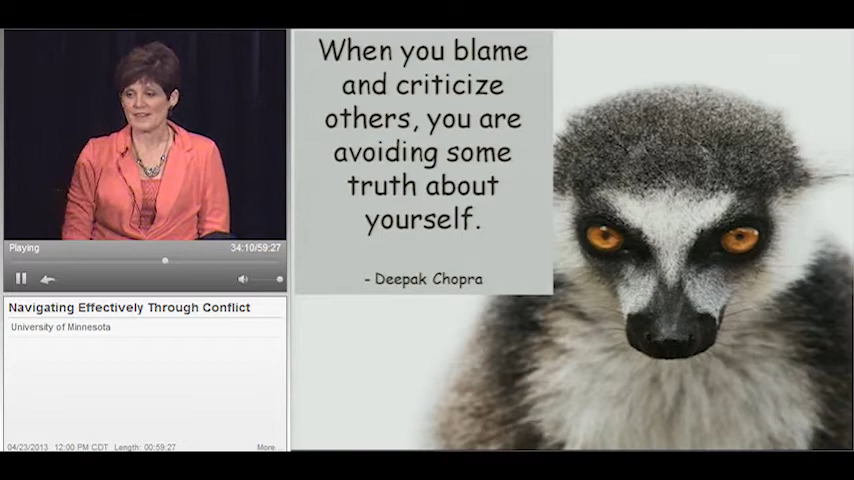 When you blame
and criticize
others, you are
avoiding some
truth about
yourself.
- Deepak Chopra
Playing
34:10/59:27
Navigating Effectively Through Conflict
University of Minnesota
04/23/2013 12:00 PM CDT Length: 00:59:27
More...